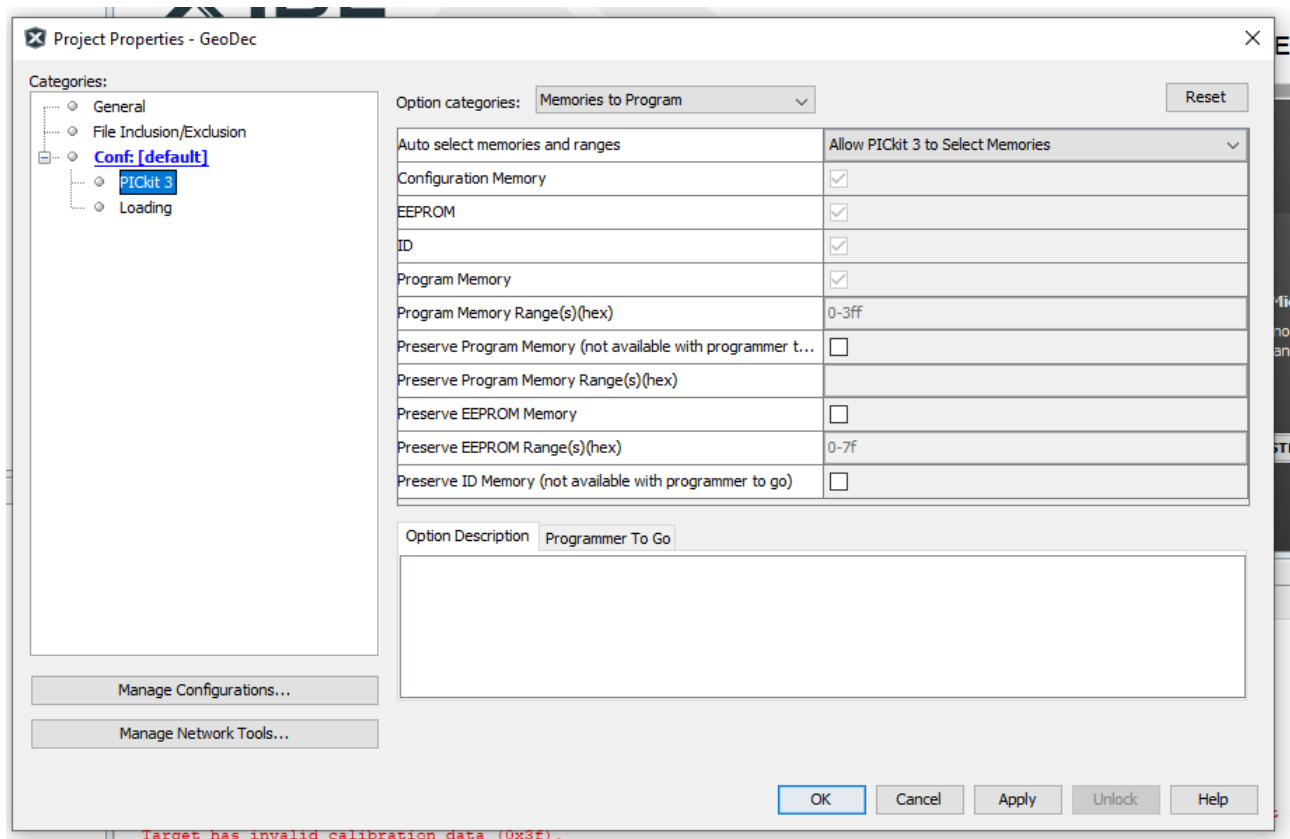 IDE
Project Properties - GeoDec
E
Categories:
General
File Inclusion/Exclusion
Conf: [default]
PICkit 3
Loading
Manage Configurations...
Manage Network Tools...
Option categories: Memories to Program Reset
Auto select memories and ranges Allow PICkit 3 to Select Memories
Configuration Memory
EEPROM
ID
Program Memory
Program Memory Range(s)(hex) 0-3ff
Preserve Program Memory (not available with programmer t...
Preserve Program Memory Range(s)(hex)
Preserve EEPROM Memory
Preserve EEPROM Range(s)(hex) 0-7f
Preserve ID Memory (not available with programmer to go)
Option Description Programmer To Go
OK Cancel Apply Unlock Help
Target has invalid calibration data (0x3f).